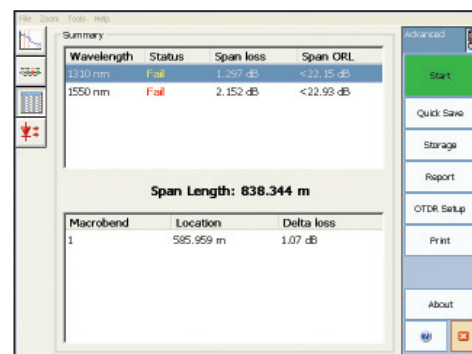 File Zoom Tools Help
Advanced
Summary
Wavelength Status Span loss Span ORL
1310 nm Fail 1.297 dB <22.15 dB
1550 nm Fail 2.152 dB <22.93 dB
Span Length: 838.344 m
Macrobend Location Delta loss
1 585.959 m 1.07 dB
Start
Quick Save
Storage
Report
OTDR Setup
Print
About